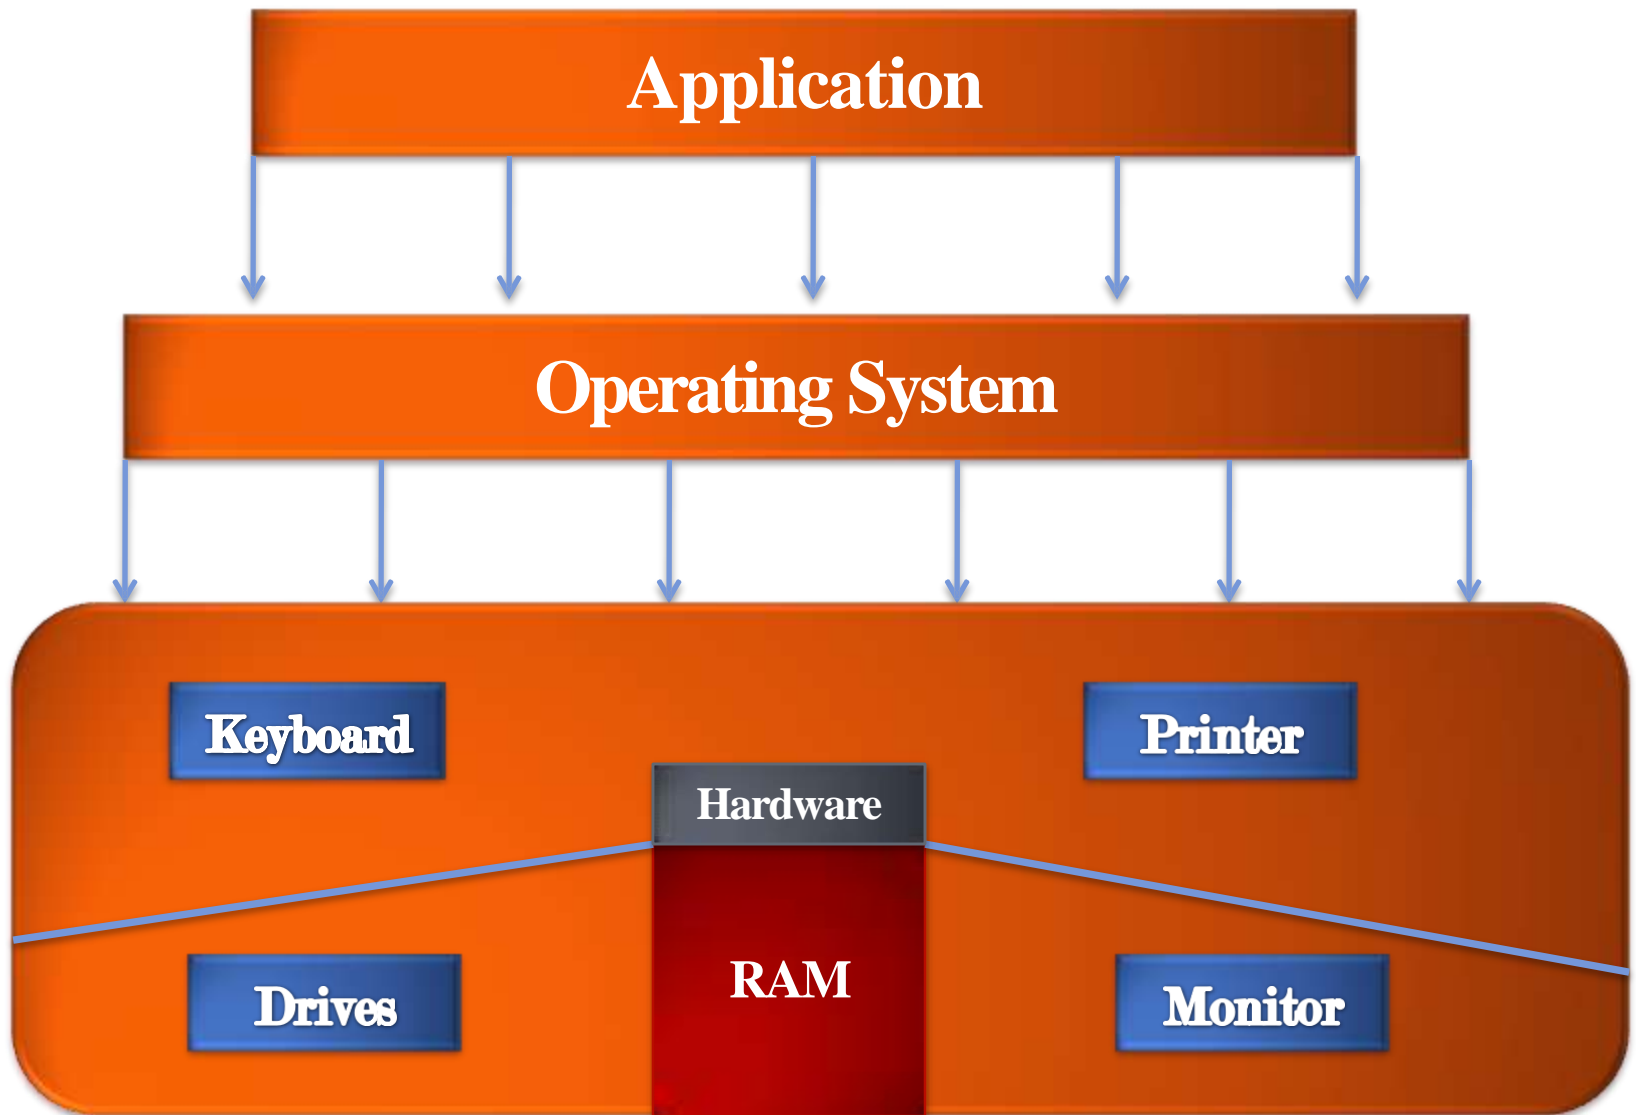 Application
Operating System
Keyboard
Printer
Hardware
RAM
Drives
Monitor